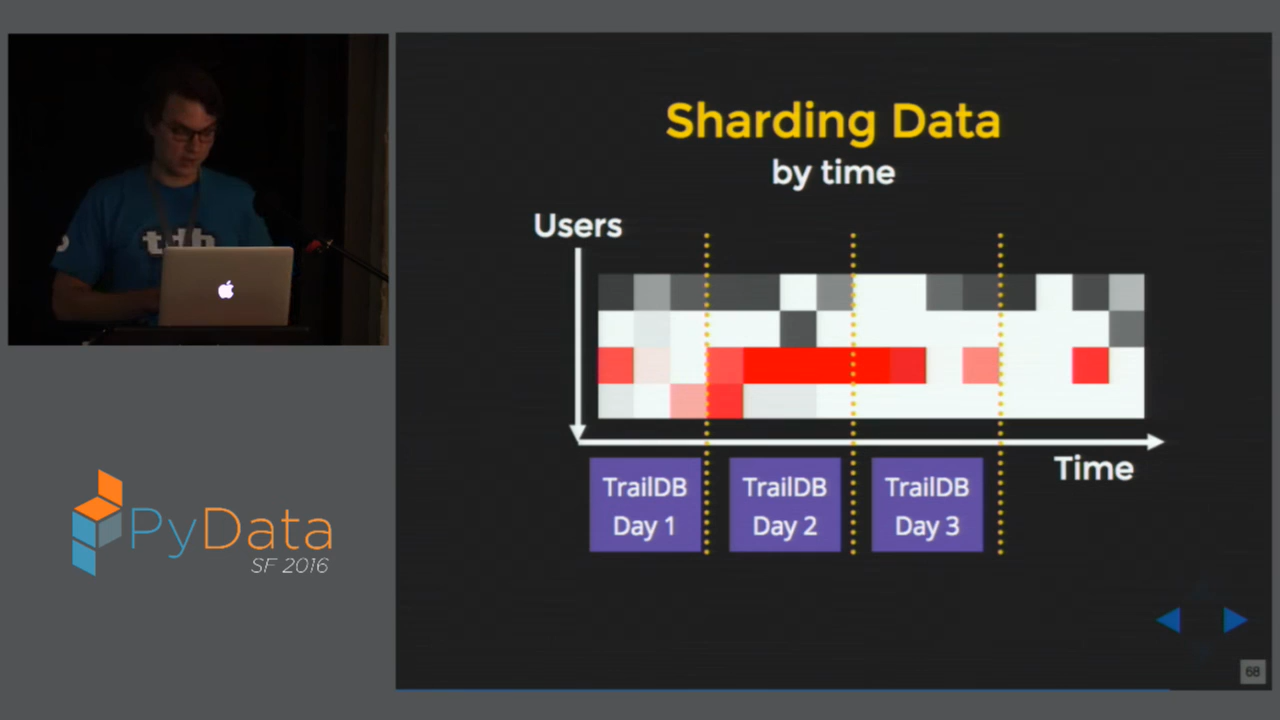 tdb
PyData
SF 2016
Sharding Data
by time
Users
Time
TrailDB
Day 1
TrailDB
Day 2
TrailDB
Day 3
68